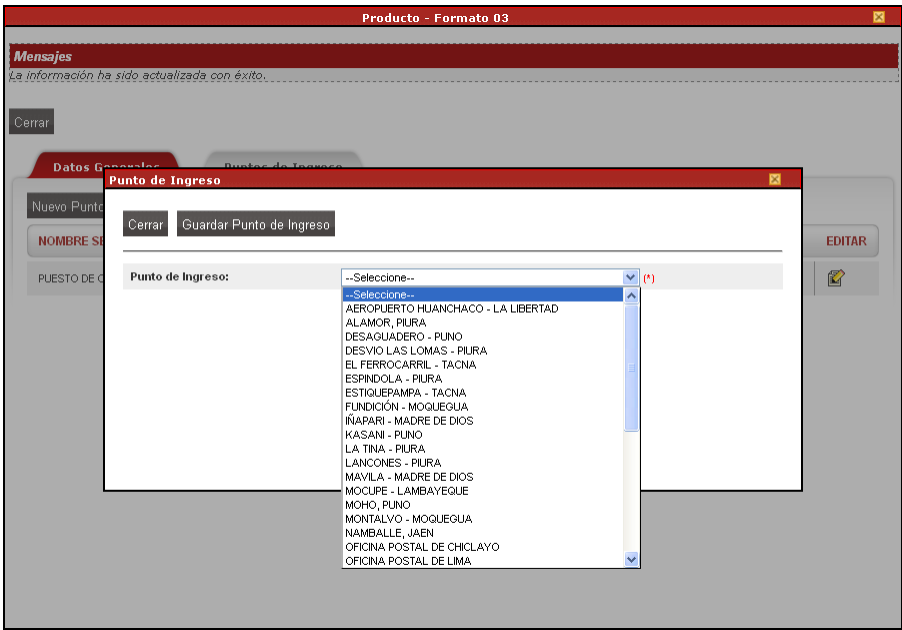 Producto - Formato 03
Mensajes
La información ha sido actualizada con éxito.
Cerrar
Datos Generales
Puntos de Ingreso
Nuevo Punto
NOMBRE
EDITAR
PUESTO DE
Punto de Ingreso
Cerrar
Guardar Punto de Ingreso
Punto de Ingreso:
--Seleccione--
(*)
--Seleccione--
AEROPUERTO HUANCHACO - LA LIBERTAD
ALAMOR, PIURA
DESAGUADERO - PUNO
DESVIO LAS LOMAS - PIURA
EL FERROCARRIL - TACNA
ESPINDOLA - PIURA
ESTIQUEPAMPA - TACNA
FUNDICIÓN - MOQUEGUA
IÑAPARI - MADRE DE DIOS
KASANI - PUNO
LA TINA - PIURA
LANCONES - PIURA
MAVILA - MADRE DE DIOS
MOCUPE - LAMBAYEQUE
MOHO, PUNO
MONTALVO - MOQUEGUA
NAMBALLE, JAEN
OFICINA POSTAL DE CHICLAYO
OFICINA POSTAL DE LIMA